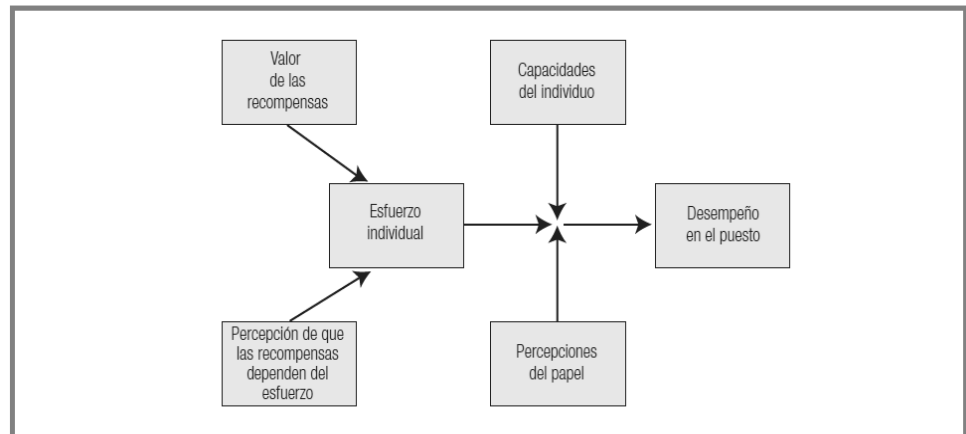 Valor
de las
recompensas
Capacidades
del individuo
Esfuerzo
individual
Desempeño
en el puesto
Percepción de que
las recompensas
dependen del
esfuerzo
Percepciones
del papel